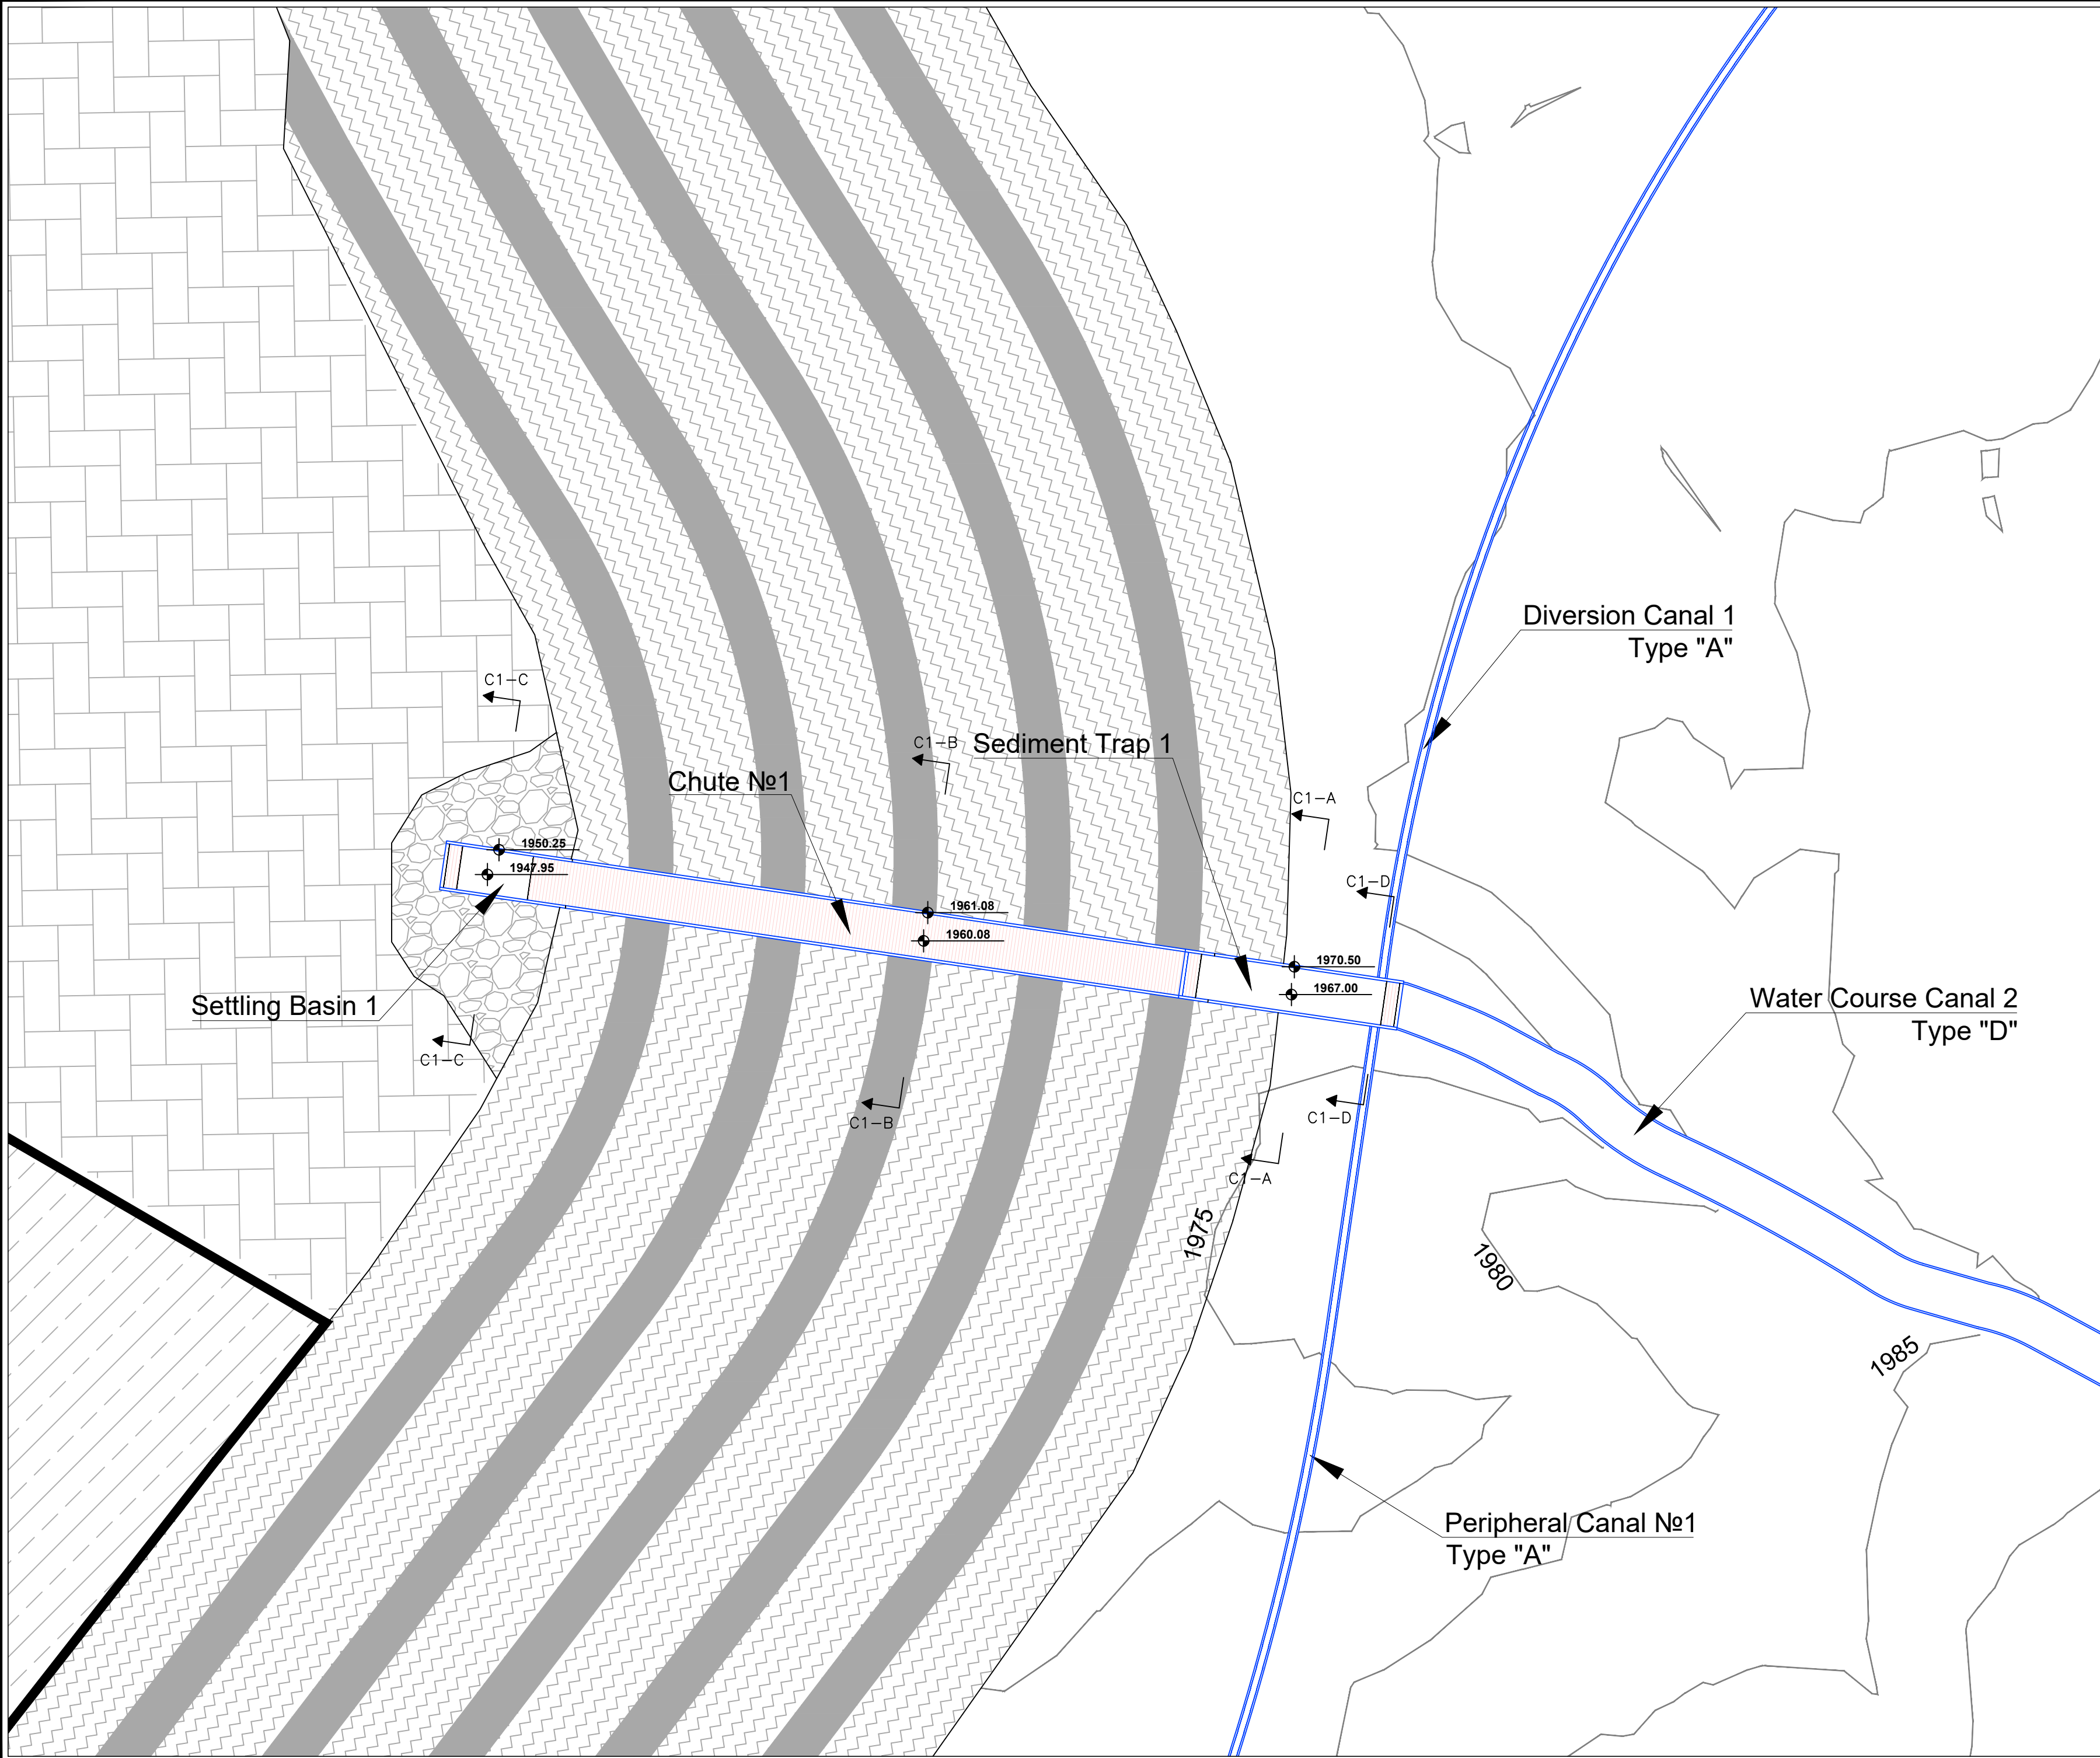 Diversion Canal 1
Type "A"
C1-C
C1-B
Sediment Trap 1
Chute №1
C1-A
1950.25
1947.95
C1-D
1961.08
1960.08
1970.50
1967.00
Settling Basin 1
Water Course Canal 2
Type "D"
C1-C
C1-B
C1-D
C1-A
1975
1980
1985
Peripheral Canal №1
Type "A"